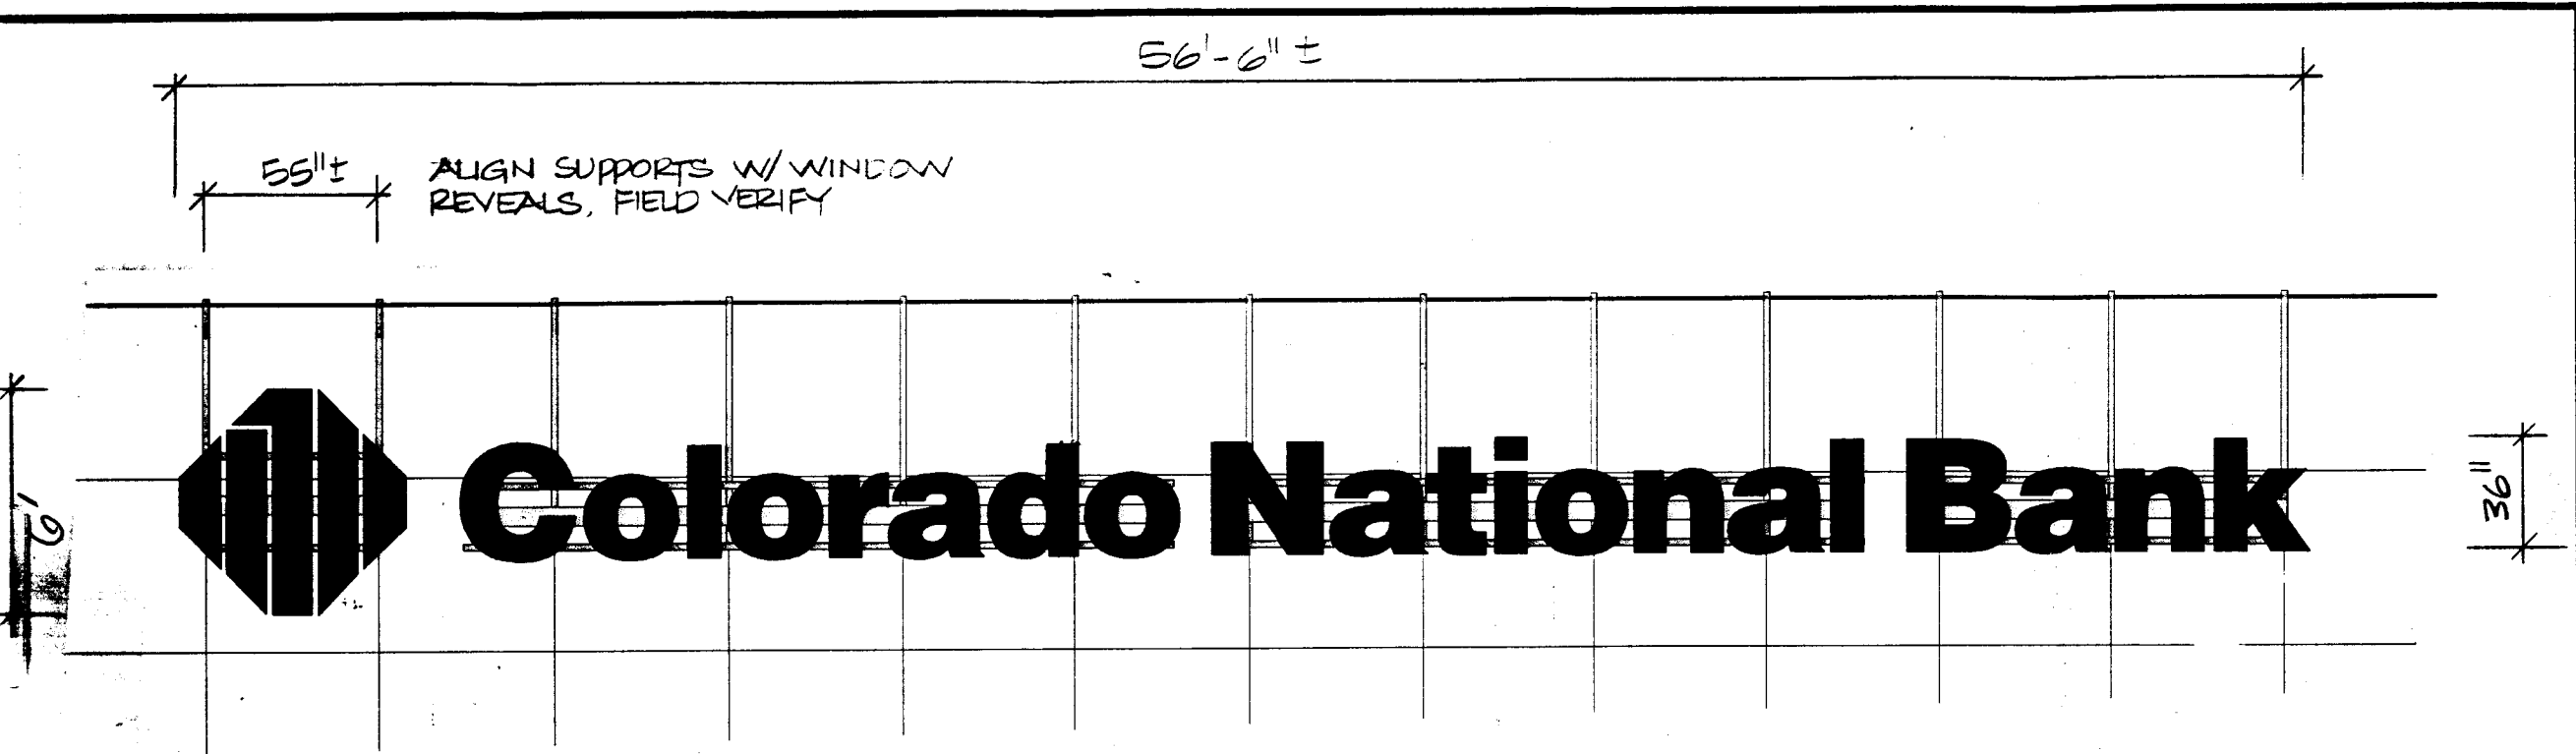 56'-6" ±
55"±
ALIGN SUPPORTS W/ WINDOW
REVEALS, FIELD VERIFY
6'
Colorado National Bank
36"